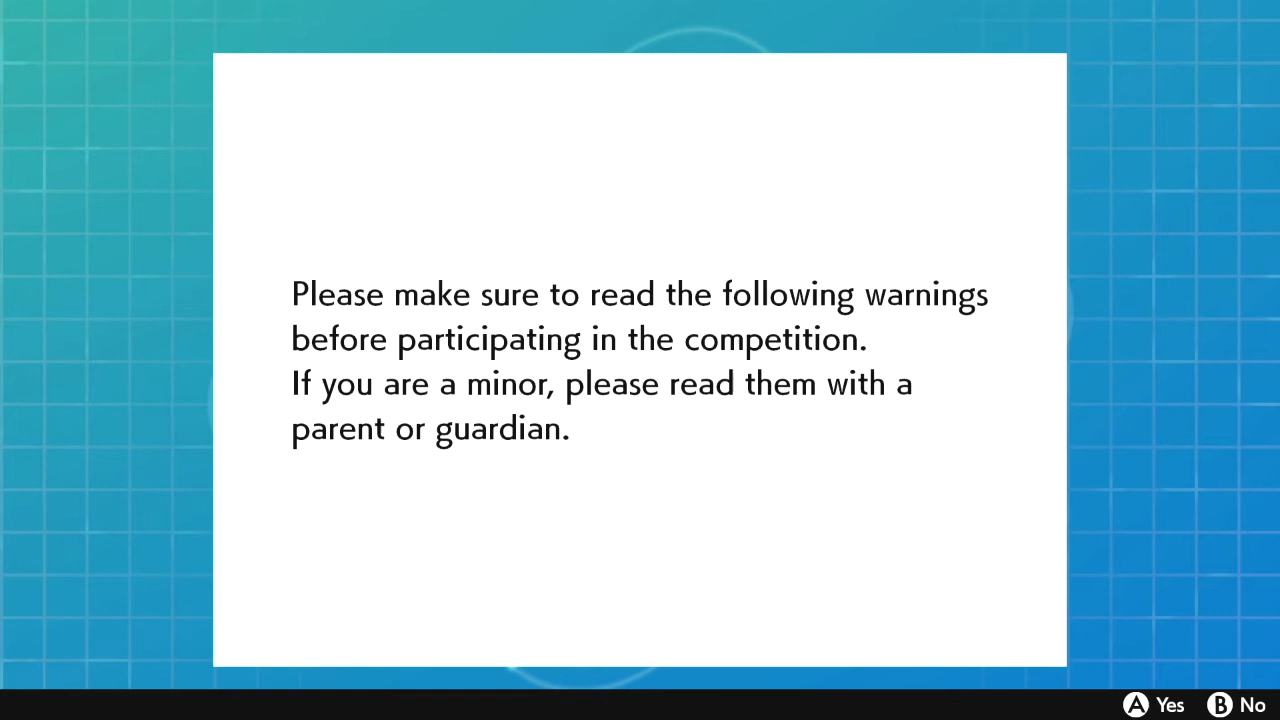 Please make sure to read the following warnings
before participating in the competition.
If you are a minor, please read them with a
parent or guardian.
A Yes B No